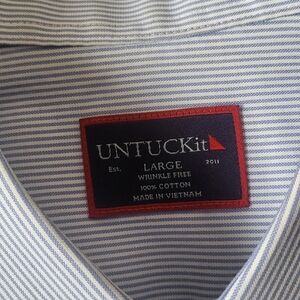 UNTUCKit
Est. LARGE 2011
WRINKLE FREE
100% COTTON
MADE IN VIETNAM